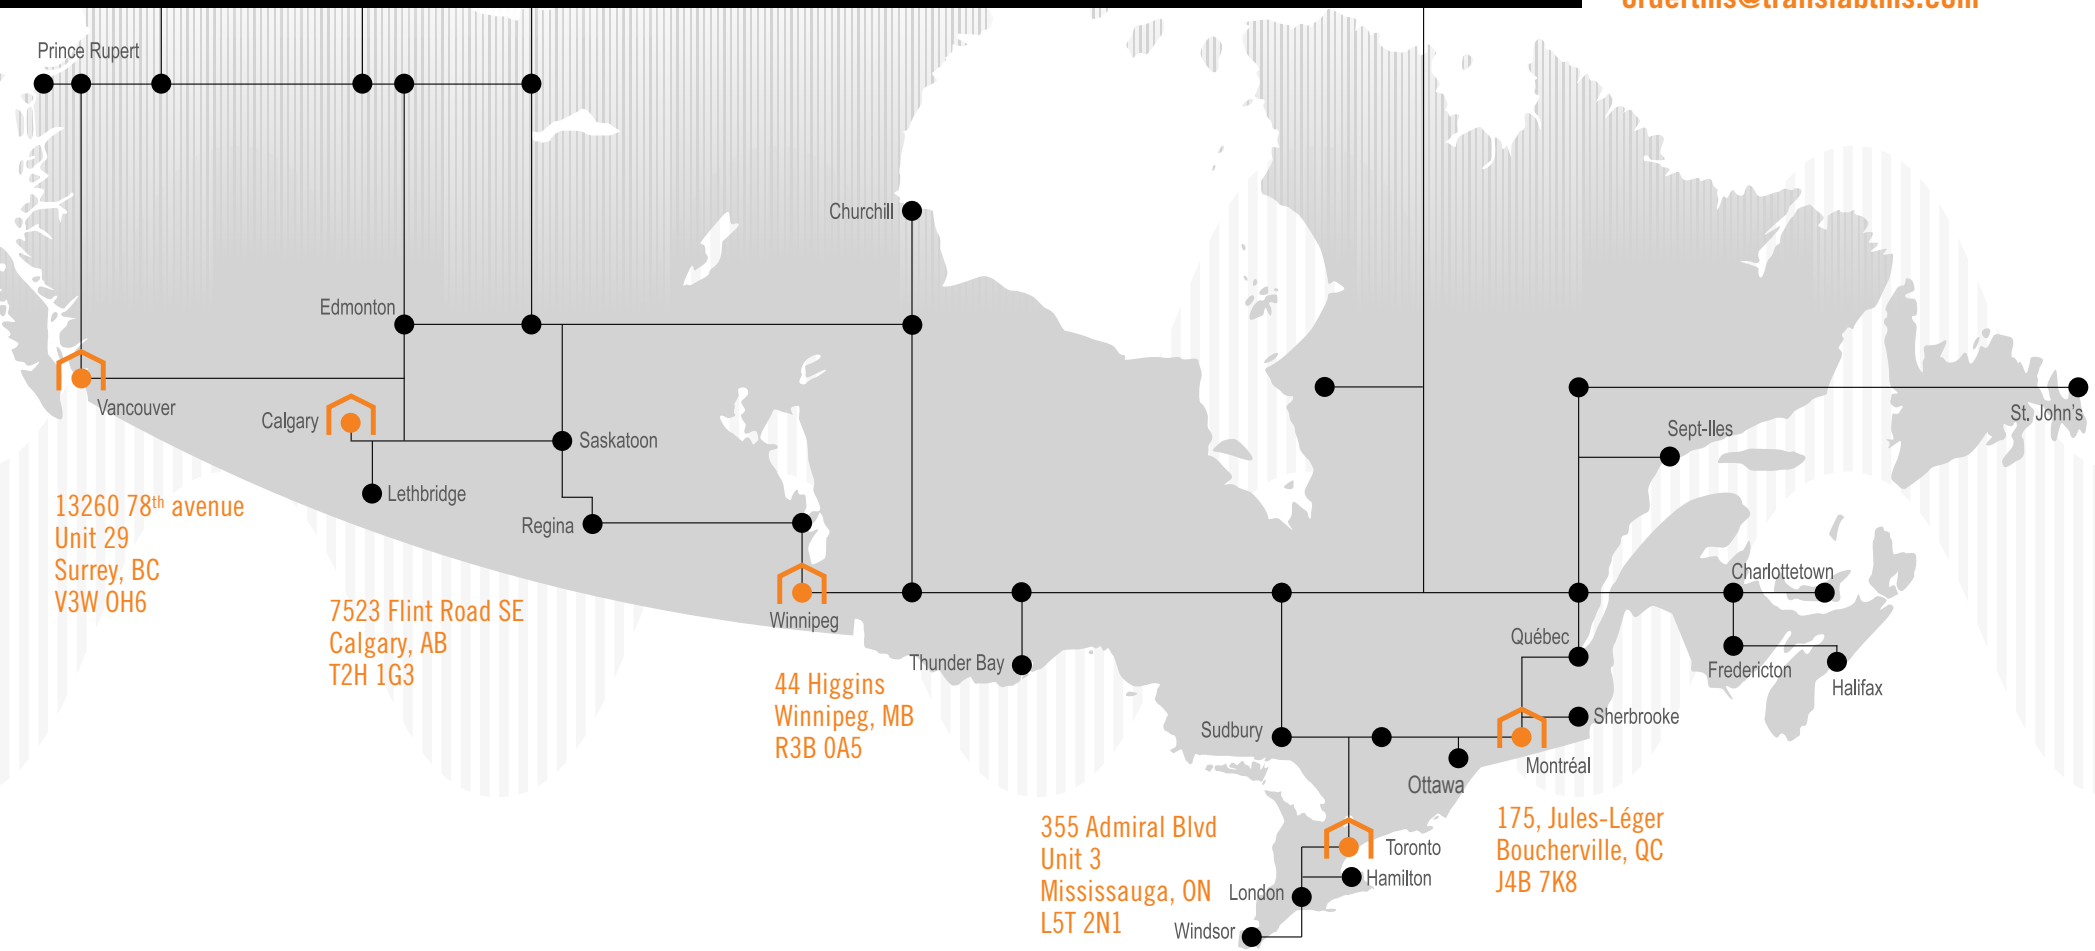 Prince Rupert
Churchill
Edmonton
Vancouver
Calgary
Saskatoon
Lethbridge
Regina
Winnipeg
Thunder Bay
Sudbury
Ottawa
Montréal
Sherbrooke
Québec
Sept-Iles
St. John's
Charlottetown
Fredericton
Halifax
Toronto
Hamilton
London
Windsor
13260 78th avenue
Unit 29
Surrey, BC
V3W OH6
7523 Flint Road SE
Calgary, AB
T2H 1G3
44 Higgins
Winnipeg, MB
R3B 0A5
355 Admiral Blvd
Unit 3
Mississauga, ON
L5T 2N1
175, Jules-Léger
Boucherville, QC
J4B 7K8